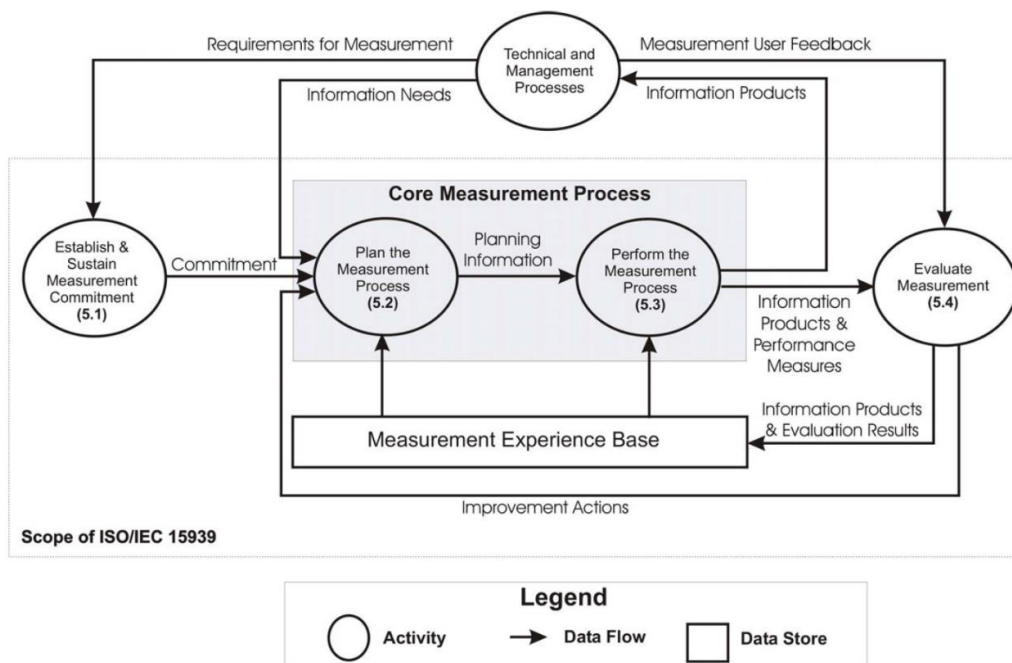 Requirements for Measurement
Technical and
Management
Processes
Measurement User Feedback
Information Needs
Information Products
Core Measurement Process
Establish &
Sustain
Measurement
Commitment
(5.1)
Commitment
Plan the
Measurement
Process
(5.2)
Planning
Information
Perform the
Measurement
Process
(5.3)
Evaluate
Measurement
(5.4)
Information
Products &
Performance
Measures
Measurement Experience Base
Information Products
& Evaluation Results
Improvement Actions
Scope of ISO/IEC 15939
Legend
Activity
Data Flow
Data Store